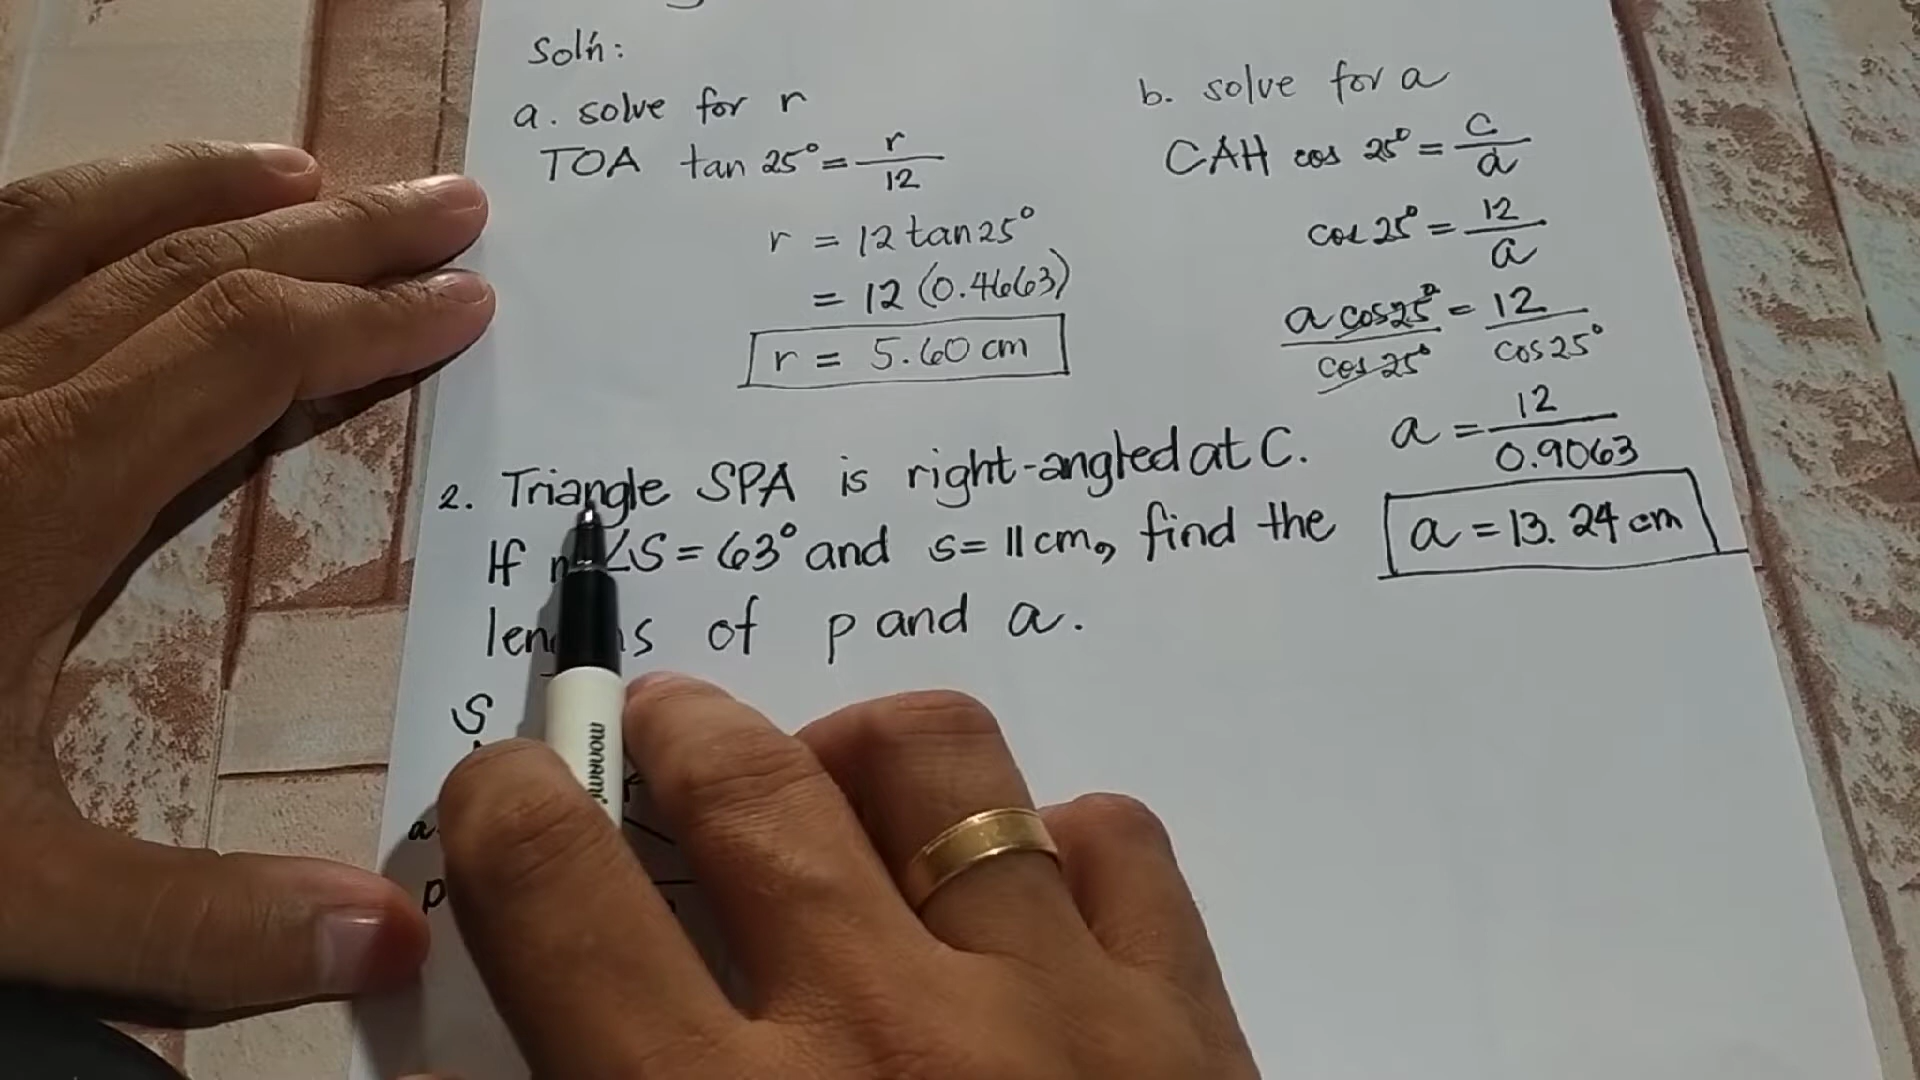 Sol'n:
a. solve for r
TOA tan 25° = r/12
r = 12 tan 25°
= 12 (0.4663)
r = 5.60 cm
b. solve for a
CAH cos 25° = c/a
cos 25° = 12/a
a cos 25°/cos 25° = 12/cos 25°
a = 12/0.9063
a = 13.24 cm
2. Triangle SPA is right-angled at C.
If ∠S = 63° and s = 11 cm, find the
of p and a.
S
a
P
monami